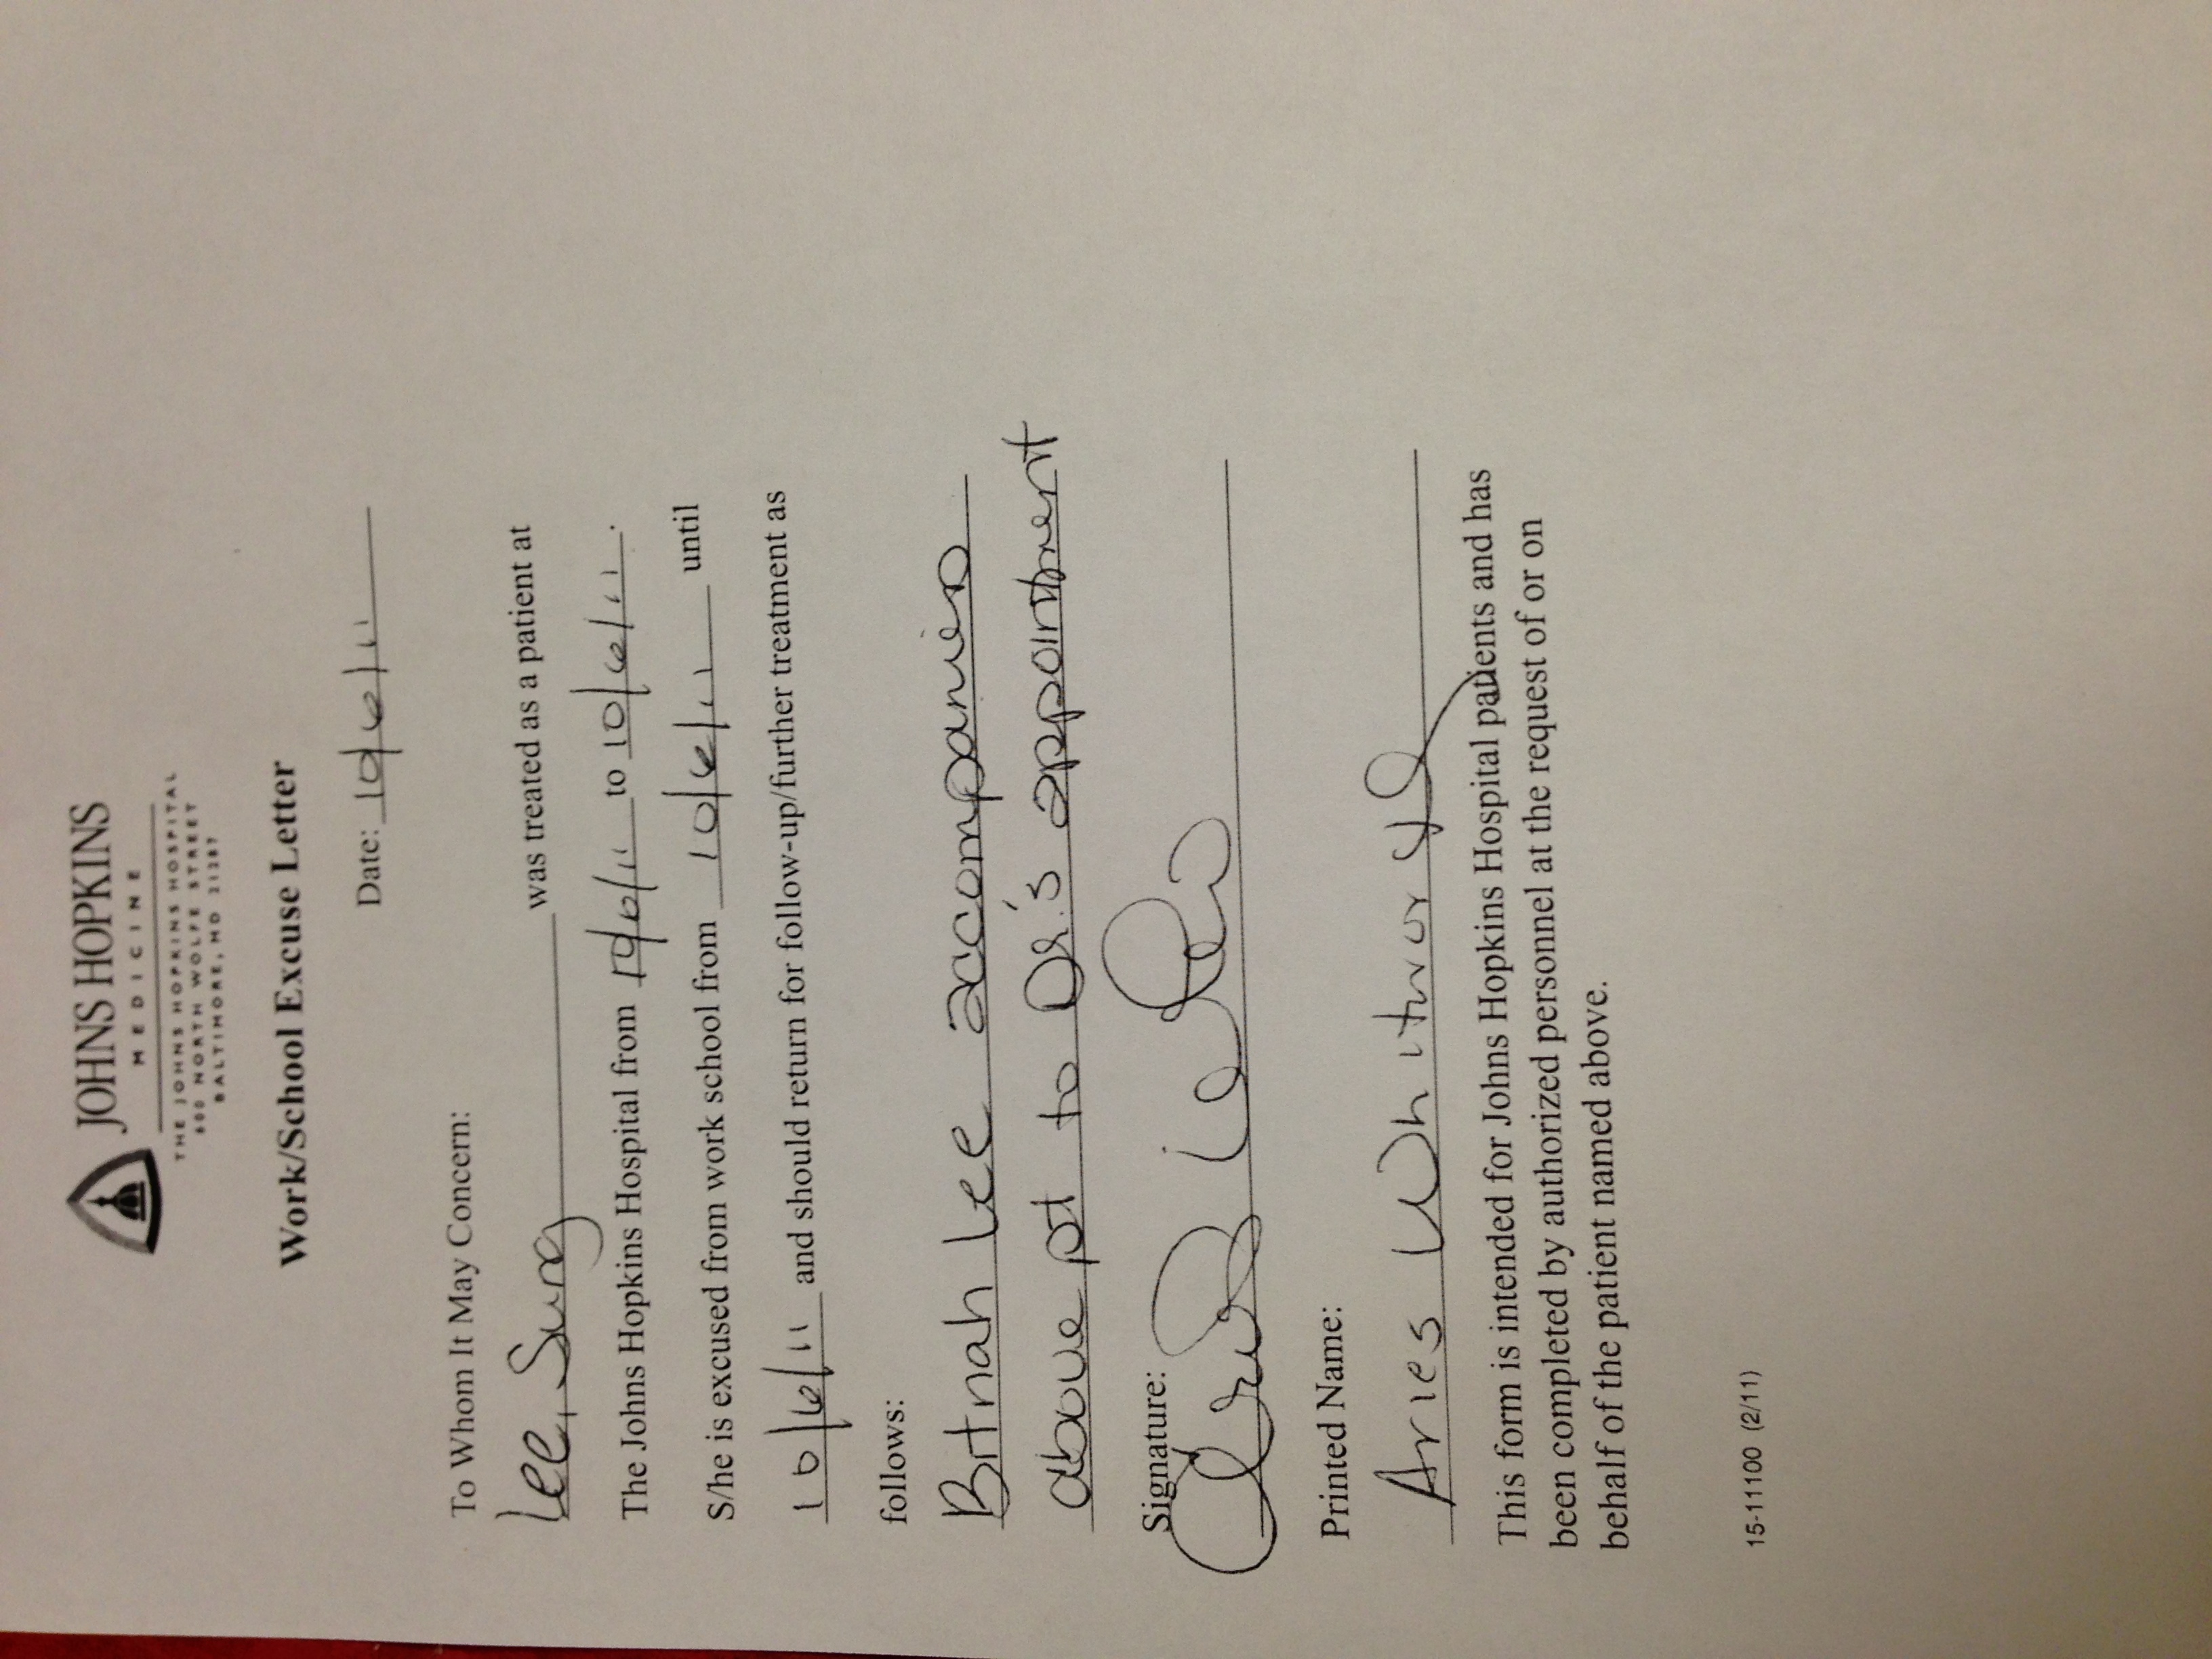 JOHNS HOPKINS
MEDICINE
THE JOHNS HOPKINS HOSPITAL
600 NORTH WOLFE STREET
BALTIMORE, MD 21287
Work/School Excuse Letter
Date: 10/6/11
To Whom It May Concern:
Lee, Sung was treated as a patient at
The Johns Hopkins Hospital from 10/6/11 to 10/6/11.
S/he is excused from work school from 10/6/11 until
10/6/11 and should return for follow-up/further treatment as
follows:
Bitnah Lee accompanies
above pt to Dr.'s appointment
Signature:
Printed Name:
Aries
This form is intended for Johns Hopkins Hospital patients and has
been completed by authorized personnel at the request of or on
behalf of the patient named above.
15-11100 (2/11)